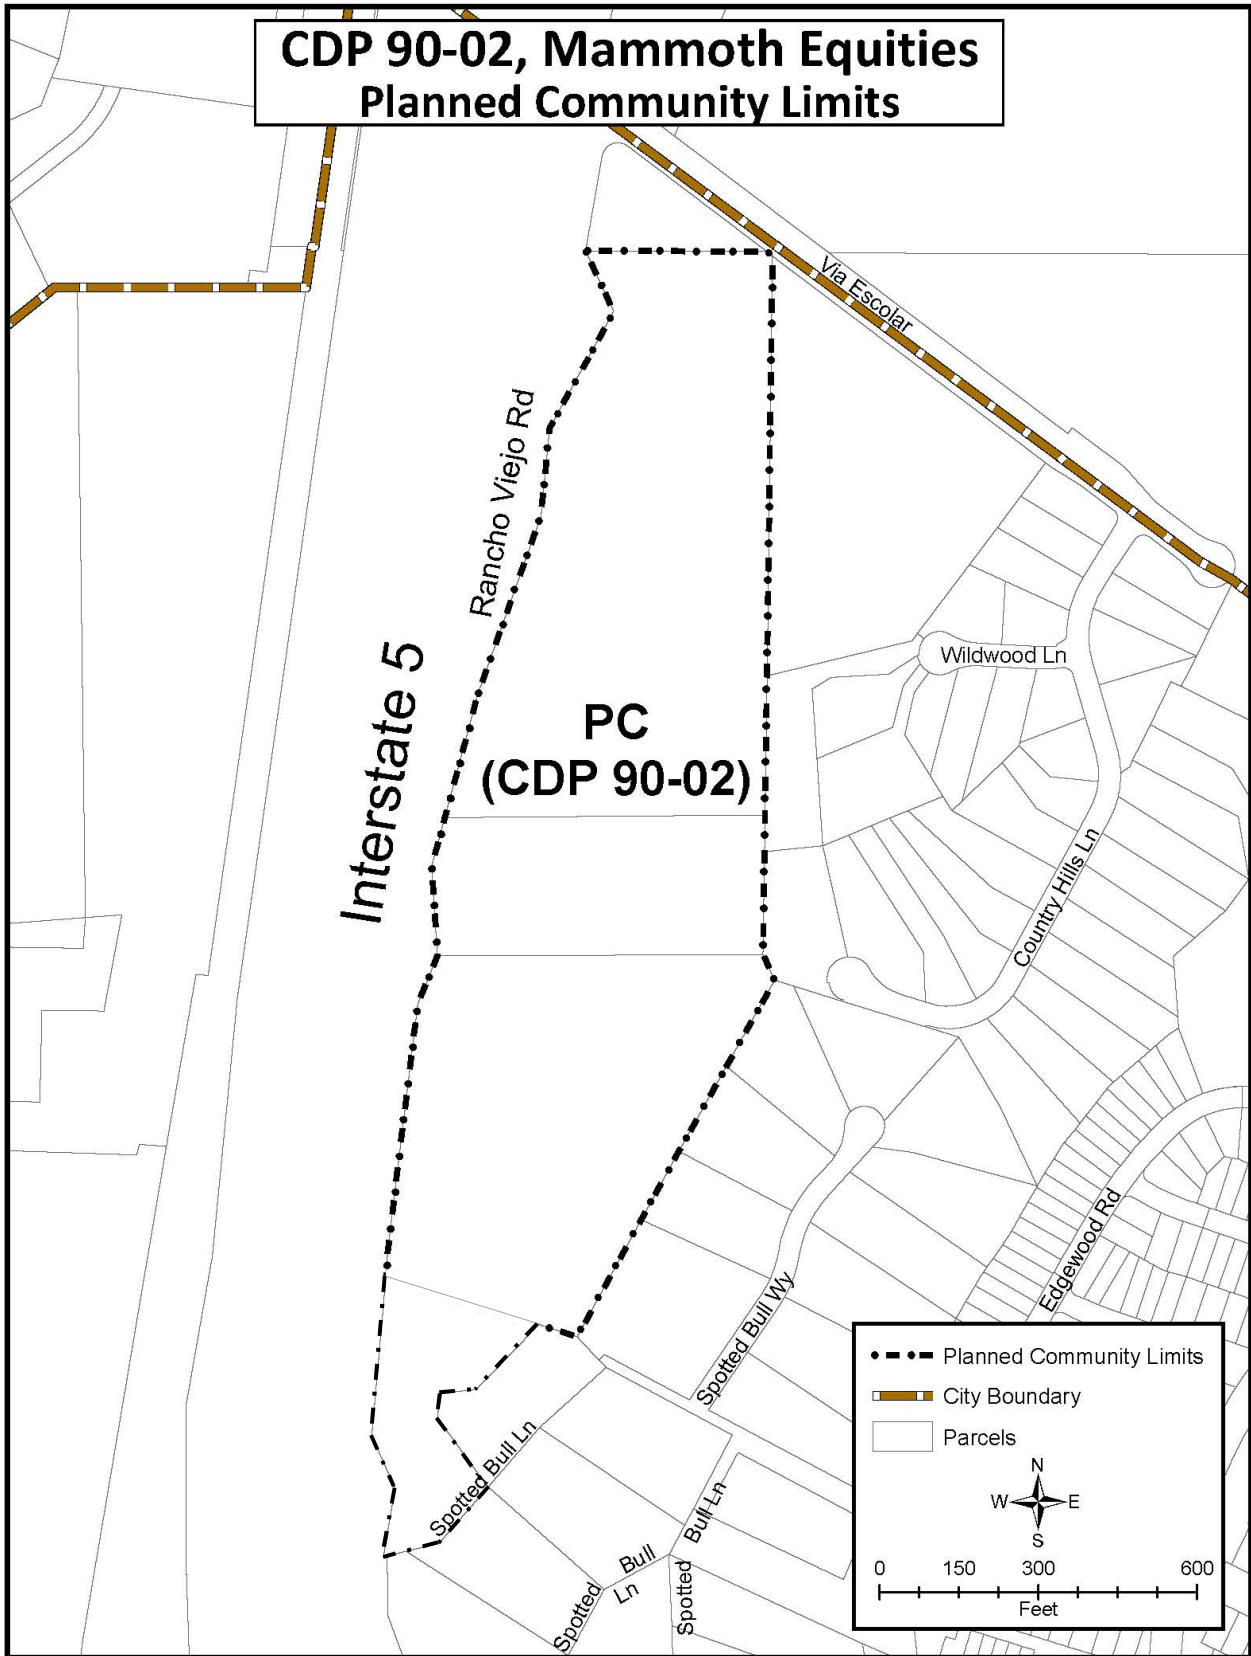 CDP 90-02, Mammoth Equities
Planned Community Limits
Via Escolar
Rancho Viejo Rd
Wildwood Ln
Interstate 5
PC
(CDP 90-02)
Country Hills Ln
Edgewood Rd
Spotted Bull Wy
Spotted Bull Ln
Bull Ln
Bull
Ln
Spotted
Spotted
Planned Community Limits
City Boundary
Parcels
N
W E
S
0 150 300 600
Feet